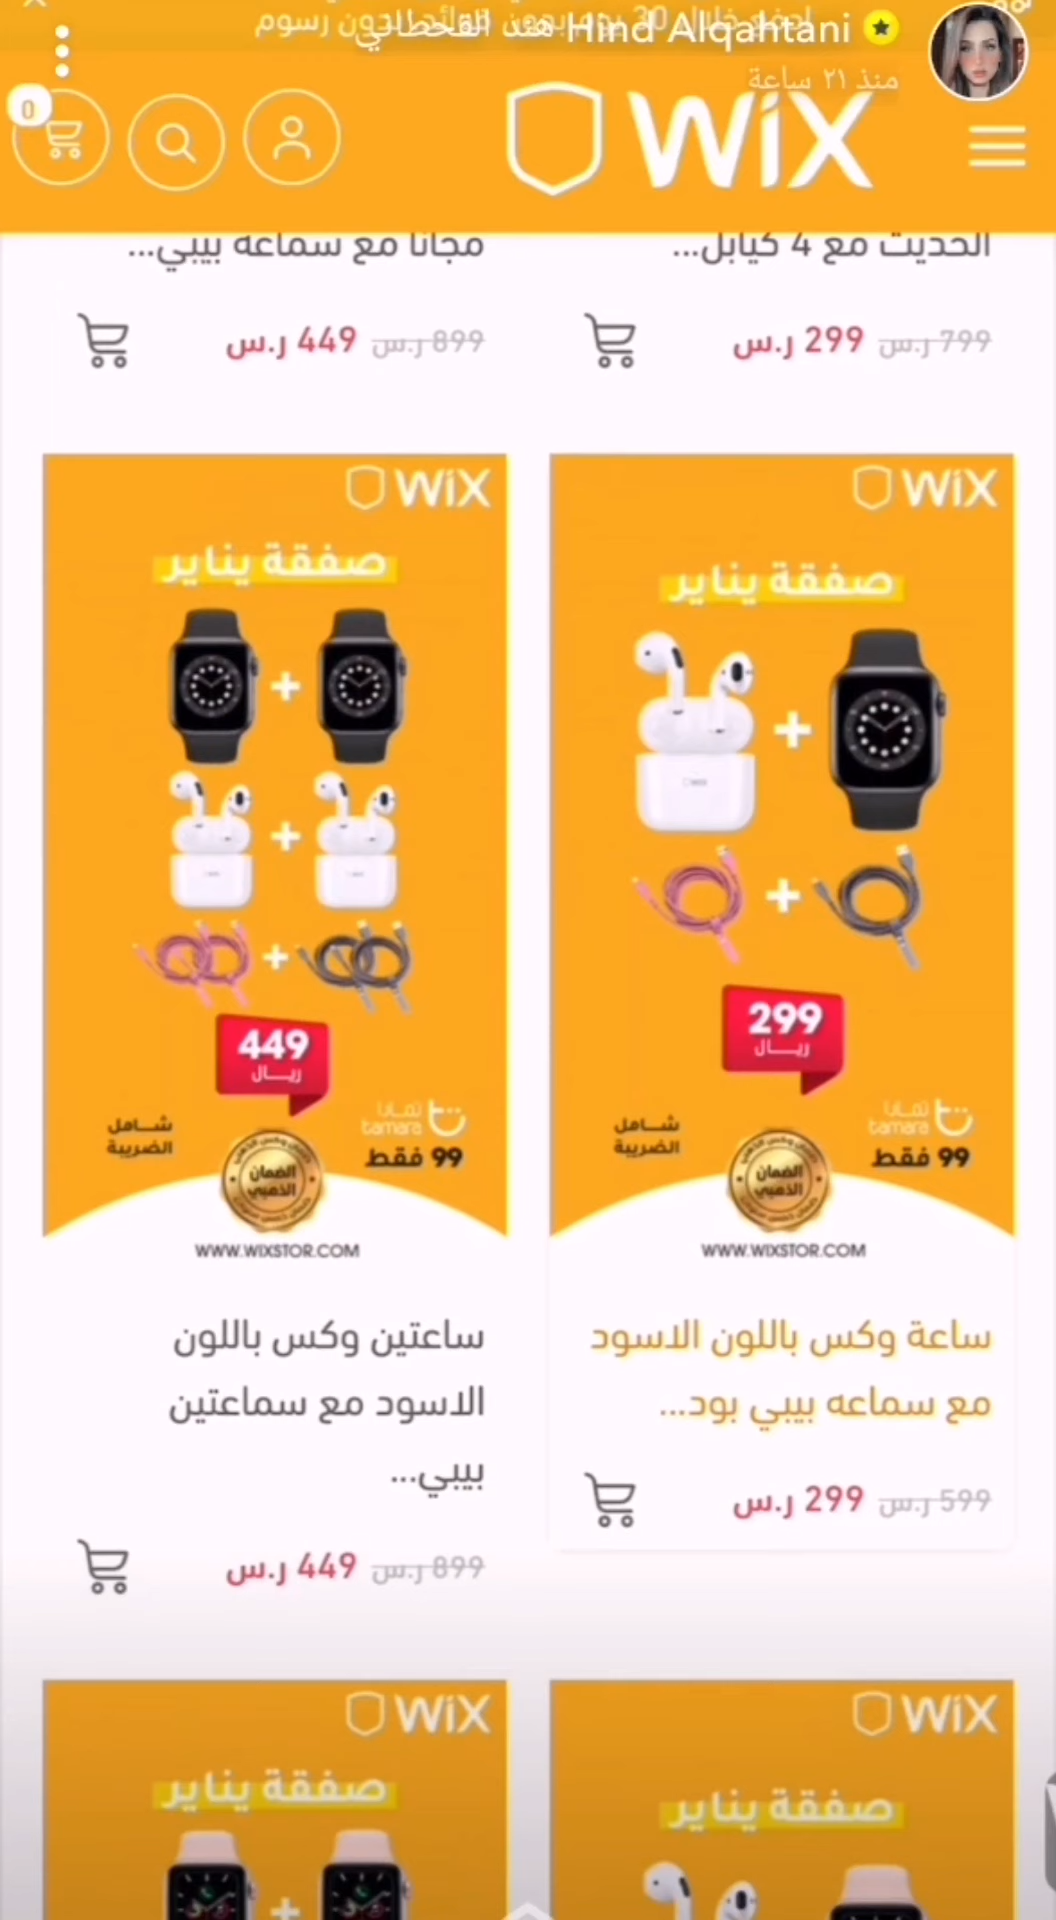 هند القحطاني Hind Alqahtani
منذ ٢١ ساعة
0
WiX
الحديث مع 4 كيابل...
799 ر.س 299 ر.س
مجانا مع سماعه بيبي...
899 ر.س 449 ر.س
WiX
صفقة يناير
299
ريال
تمارا
tamara
99 فقط
شامل
الضريبة
الضمان
الذهبي
WWW.WIXSTOR.COM
ساعة وكس باللون الاسود
مع سماعه بيبي بود...
599 ر.س 299 ر.س
WiX
صفقة يناير
449
ريال
تمارا
tamara
99 فقط
شامل
الضريبة
الضمان
الذهبي
WWW.WIXSTOR.COM
ساعتين وكس باللون
الاسود مع سماعتين
بيبي...
899 ر.س 449 ر.س
WiX
صفقة يناير
WiX
صفقة يناير